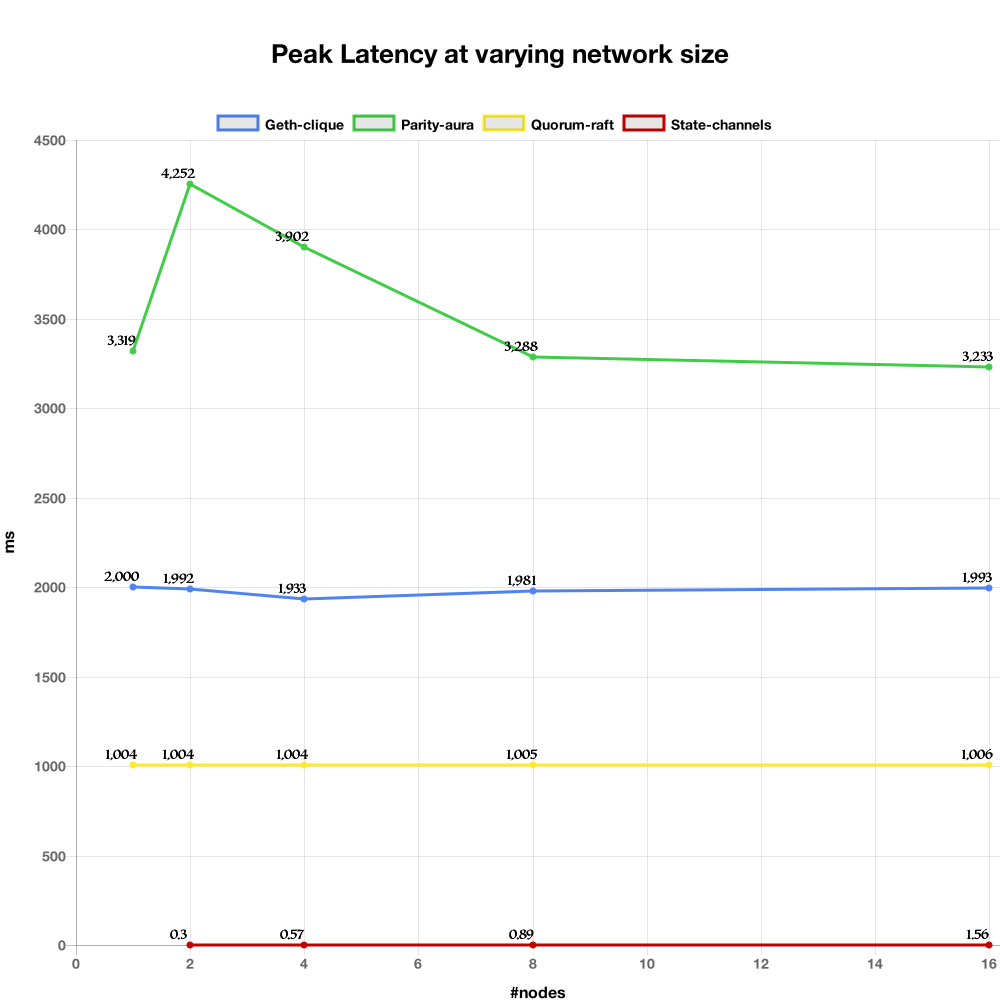 Peak Latency at varying network size
Geth-clique Parity-aura Quorum-raft State-channels
4500
4,252
4000
3,902
3500
3,319
3,288
3,233
3000
2500
ms
2000
2,000 1,992 1,933 1,981 1,993
1500
1,004 1,004 1,004 1,005 1,006
1000
500
0.3 0.57 0.89 1.56
0
0 2 4 6 8 10 12 14 16
#nodes